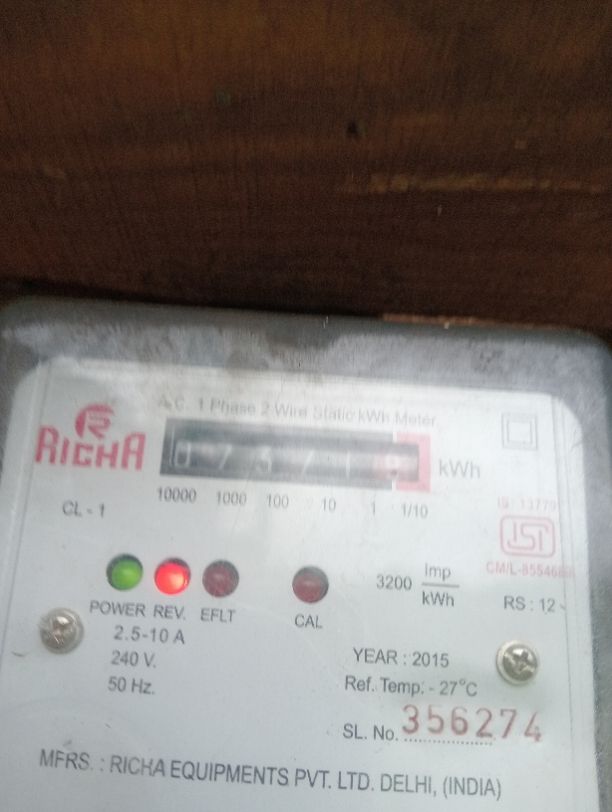 A.C. 1 Phase 2 Wire Static kWh Meter
RICHA
kWh
10000 1000 100 10 1 1/10
CL - 1
IS : 13779
ISI
3200 imp
kWh
RS : 12 -
POWER REV. EFLT CAL
2.5-10 A
240 V.
50 Hz.
YEAR : 2015
Ref. Temp. - 27°C
SL. No. 356274
MFRS. : RICHA EQUIPMENTS PVT. LTD. DELHI, (INDIA)